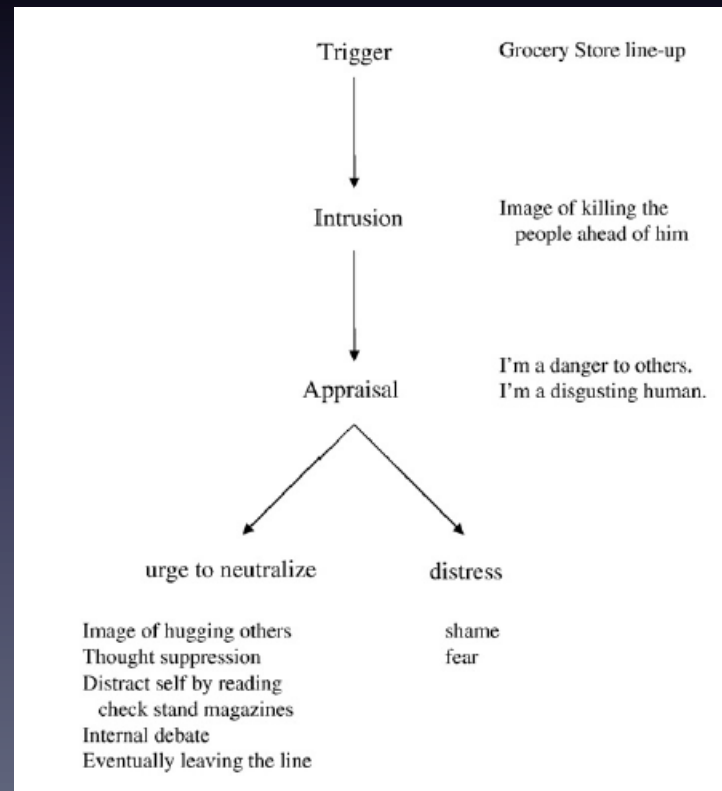 Trigger
Grocery Store line-up
Intrusion
Image of killing the
people ahead of him
Appraisal
I'm a danger to others.
I'm a disgusting human.
urge to neutralize
distress
Image of hugging others
Thought suppression
Distract self by reading
check stand magazines
Internal debate
Eventually leaving the line
shame
fear